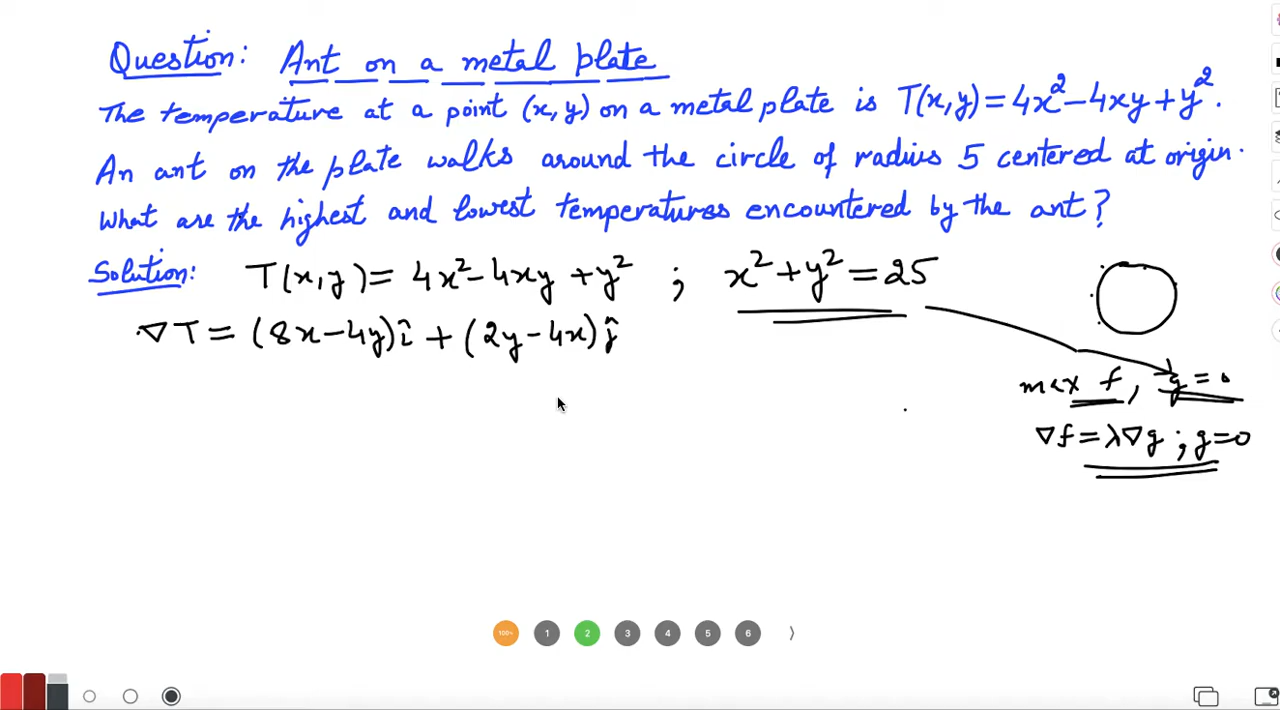 Question: Ant on a metal plate
The temperature at a point (x, y) on a metal plate is T(x,y) = 4x² - 4xy + y².
An ant on the plate walks around the circle of radius 5 centered at origin.
What are the highest and lowest temperatures encountered by the ant?
Solution: T(x,y) = 4x² - 4xy + y² ; x² + y² = 25
∇T = (8x - 4y)î + (2y - 4x)ĵ
max f, g = 0
∇f = λ∇g ; g = 0
100%
1 2 3 4 5 6